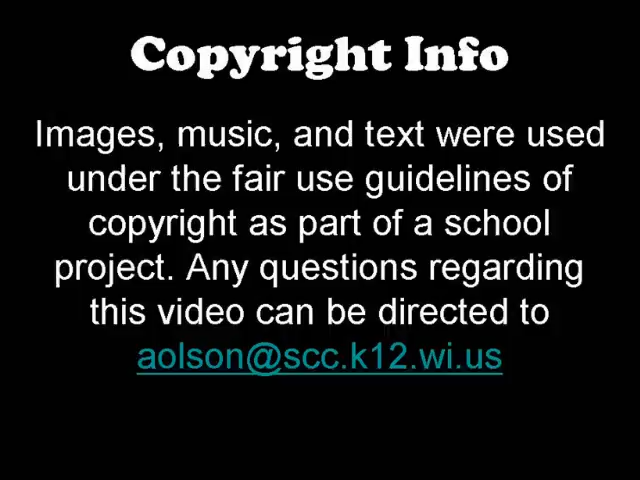 Copyright Info
Images, music, and text were used
under the fair use guidelines of
copyright as part of a school
project. Any questions regarding
this video can be directed to
aolson@scc.k12.wi.us